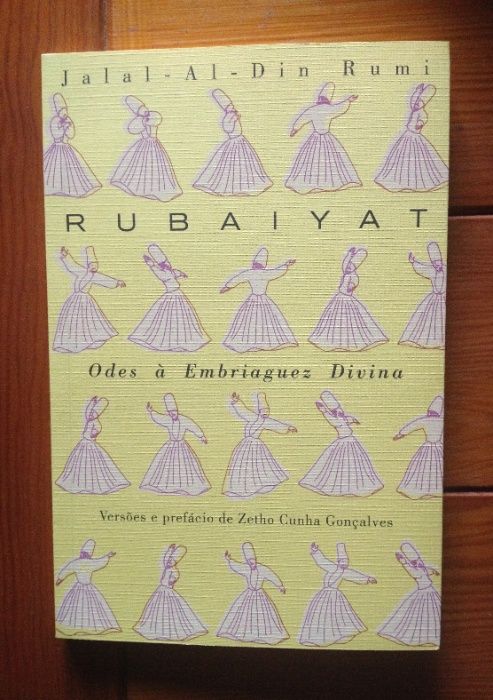 Jalal-Al-Din Rumi
RUBAIYAT
Odes à Embriaguez Divina
Versões e prefácio de Zetho Cunha Gonçalves